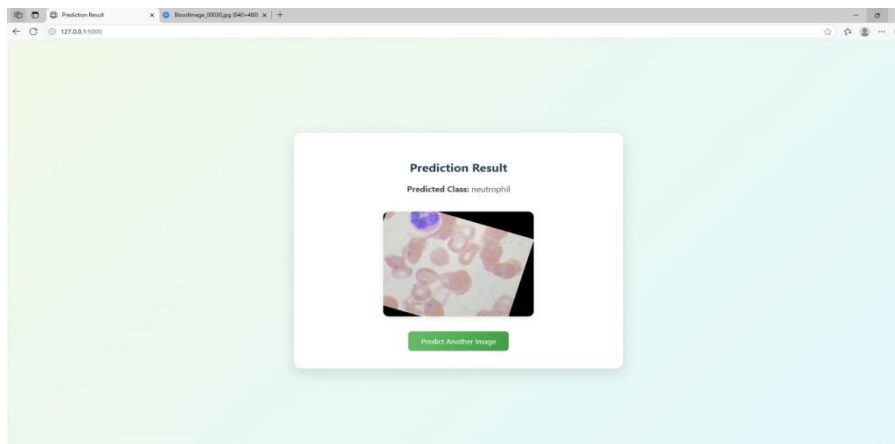 Prediction Result
BloodImage_00030.jpg (640×480)
127.0.0.1:5000
Prediction Result
Predicted Class: neutrophil
Predict Another Image